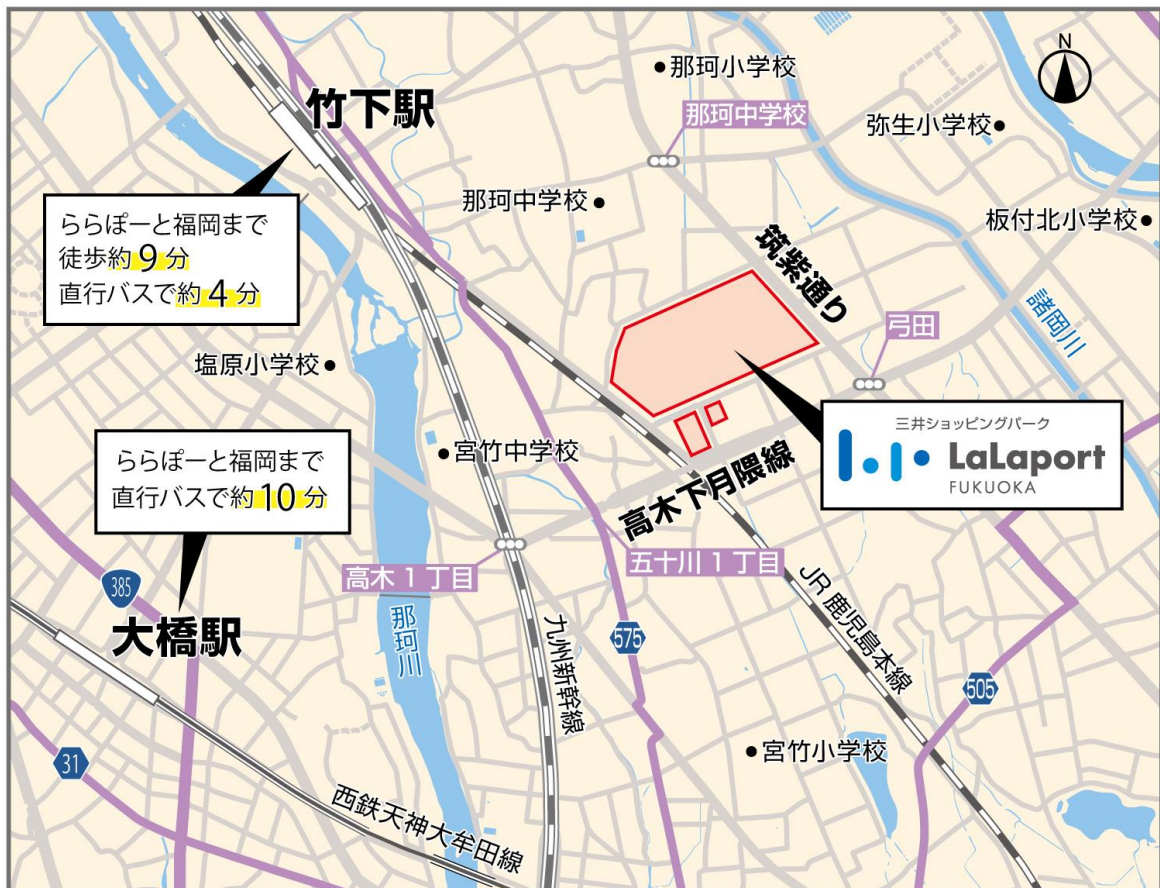 N
那珂小学校
竹下駅
那珂中学校
弥生小学校
那珂中学校
板付北小学校
ららぽーと福岡まで
徒歩約9分
直行バスで約4分
筑紫通り
諸岡川
弓田
塩原小学校
三井ショッピングパーク
LaLaport
FUKUOKA
宮竹中学校
ららぽーと福岡まで
直行バスで約10分
高木下月隈線
五十川1丁目
高木1丁目
385
大橋駅
那珂川
575
九州新幹線
JR鹿児島本線
505
31
宮竹小学校
西鉄天神大牟田線